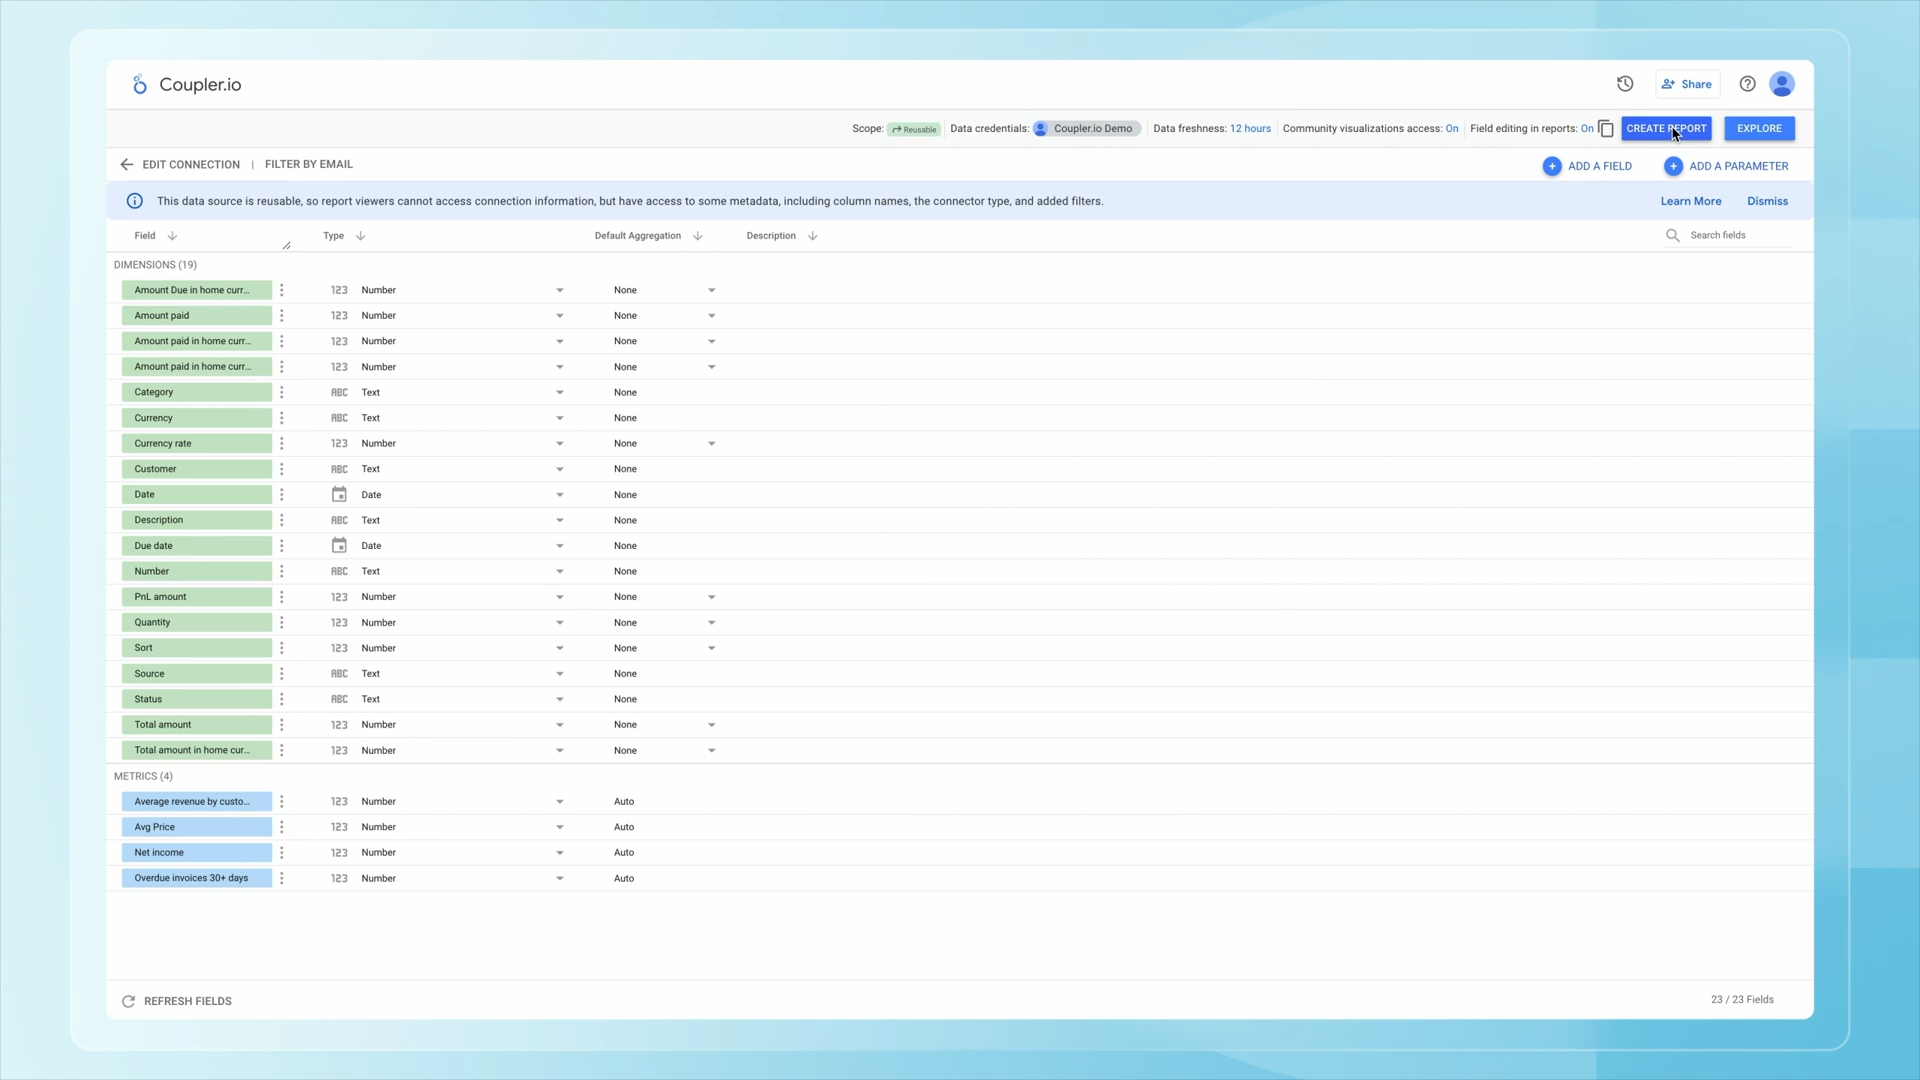 Coupler.io
Share
Scope: Reusable Data credentials: Coupler.io Demo Data freshness: 12 hours Community visualizations access: On Field editing in reports: On CREATE REPORT EXPLORE
EDIT CONNECTION | FILTER BY EMAIL
ADD A FIELD ADD A PARAMETER
This data source is reusable, so report viewers cannot access connection information, but have access to some metadata, including column names, the connector type, and added filters. Learn More Dismiss
Field Type Default Aggregation Description Search fields
DIMENSIONS (19)
Amount Due in home curr... 123 Number None
Amount paid 123 Number None
Amount paid in home curr... 123 Number None
Amount paid in home curr... 123 Number None
Category ABC Text None
Currency ABC Text None
Currency rate 123 Number None
Customer ABC Text None
Date Date None
Description ABC Text None
Due date Date None
Number ABC Text None
PnL amount 123 Number None
Quantity 123 Number None
Sort 123 Number None
Source ABC Text None
Status ABC Text None
Total amount 123 Number None
Total amount in home cur... 123 Number None
METRICS (4)
Average revenue by custo... 123 Number Auto
Avg Price 123 Number Auto
Net income 123 Number Auto
Overdue invoices 30+ days 123 Number Auto
REFRESH FIELDS 23 / 23 Fields